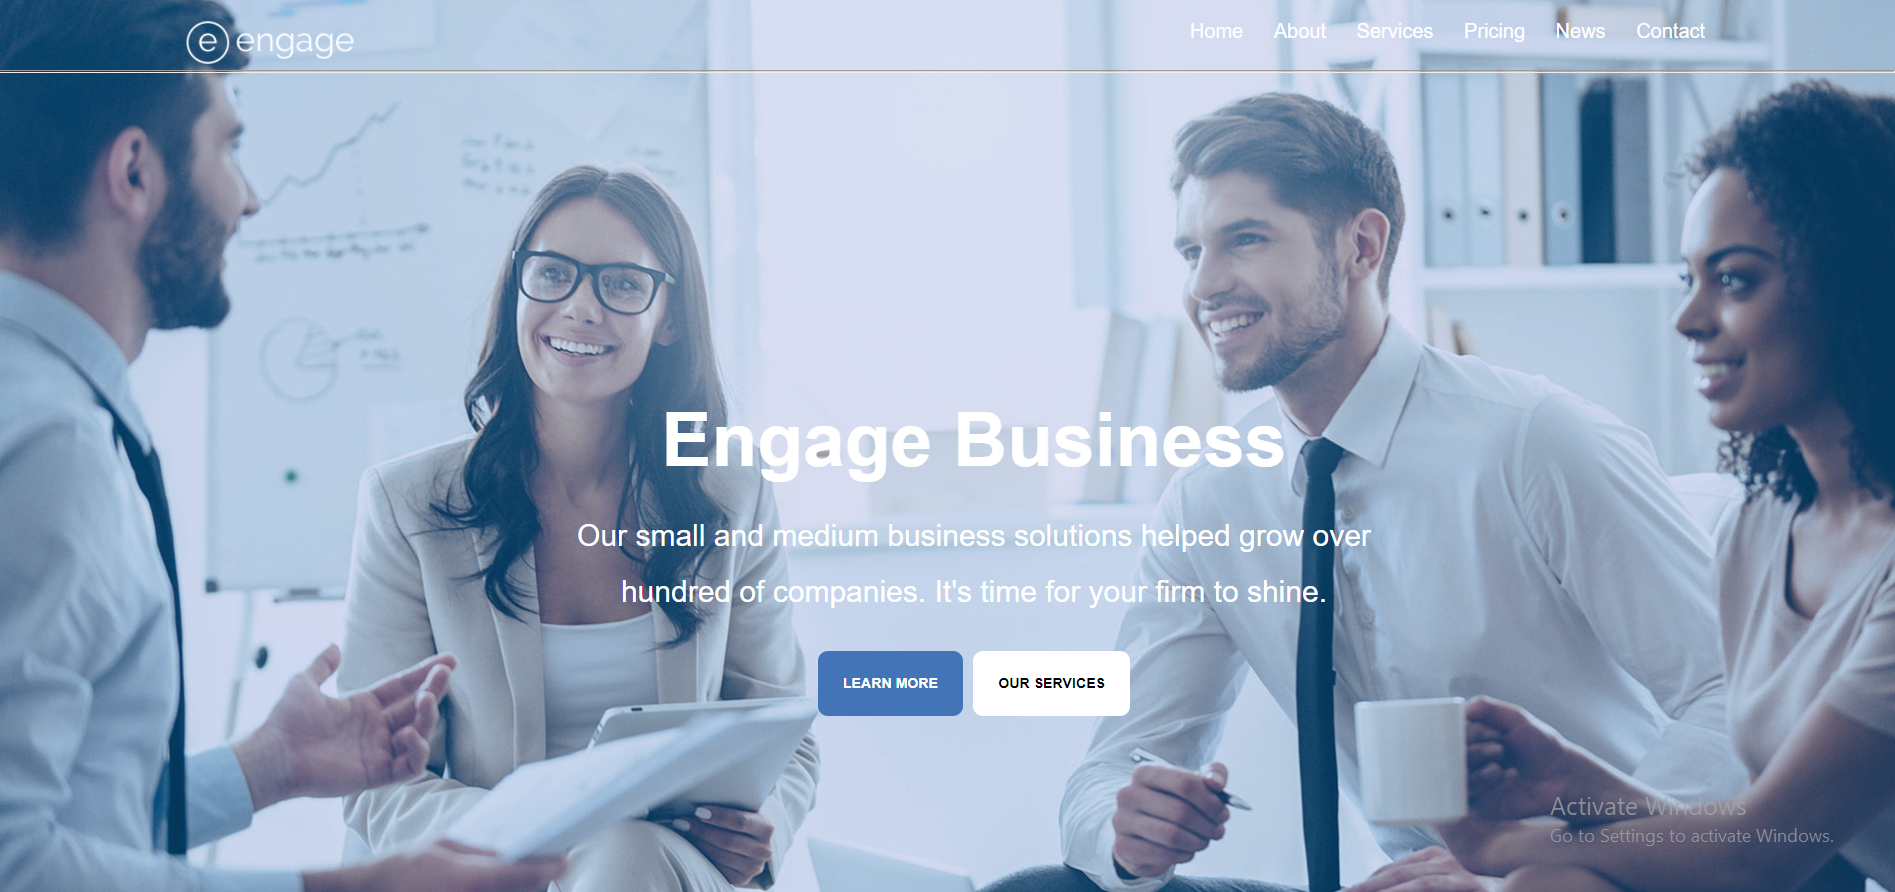 e engage
Home About Services Pricing News Contact
Engage Business
Our small and medium business solutions helped grow over
hundred of companies. It's time for your firm to shine.
LEARN MORE OUR SERVICES
Activate Windows
Go to Settings to activate Windows.